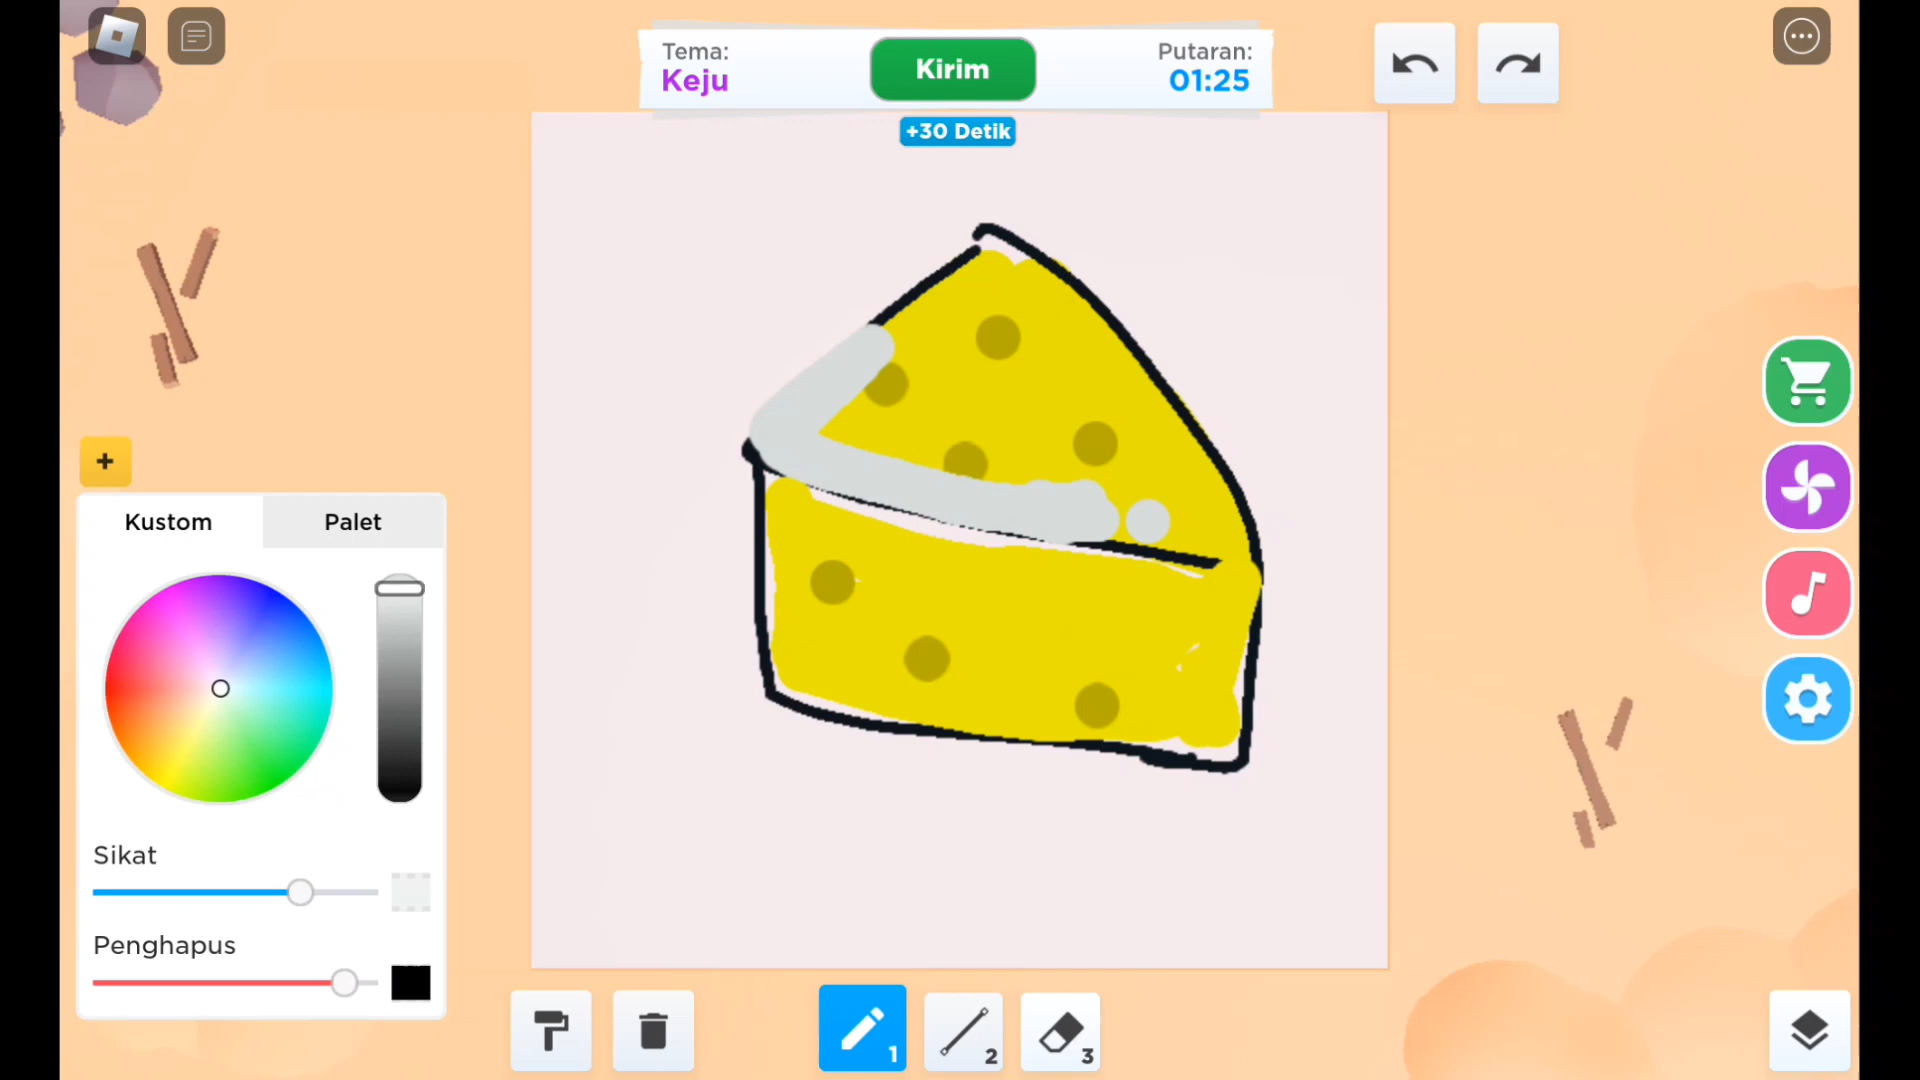 Tema:
Keju
Kirim
Putaran:
01:25
+30 Detik
+
Kustom
Palet
Sikat
Penghapus
1
2
3